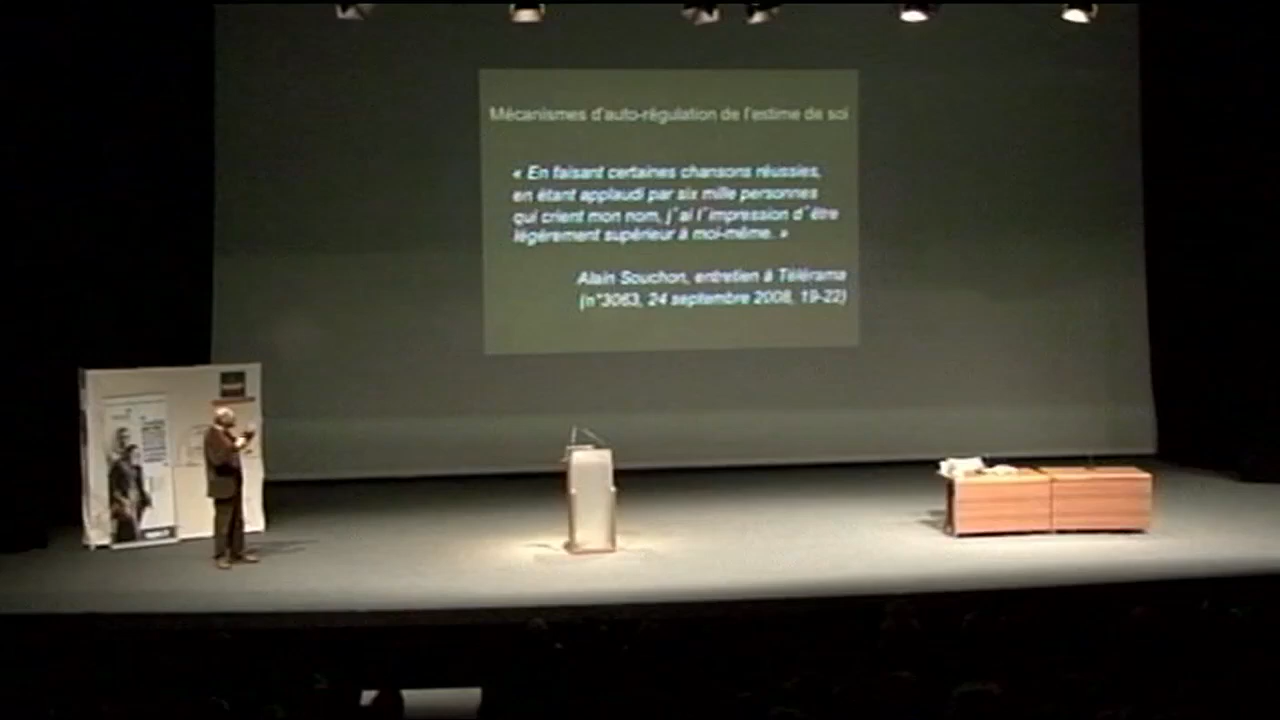 Mécanismes d'auto-régulation de l'estime de soi
« En faisant certaines chansons réussies,
en étant applaudi par six mille personnes
qui crient mon nom, j´ai l´impression d´être
légèrement supérieur à moi-même. »
Alain Souchon, entretien à Télérama
(n°3063, 24 septembre 2008, 19-22)